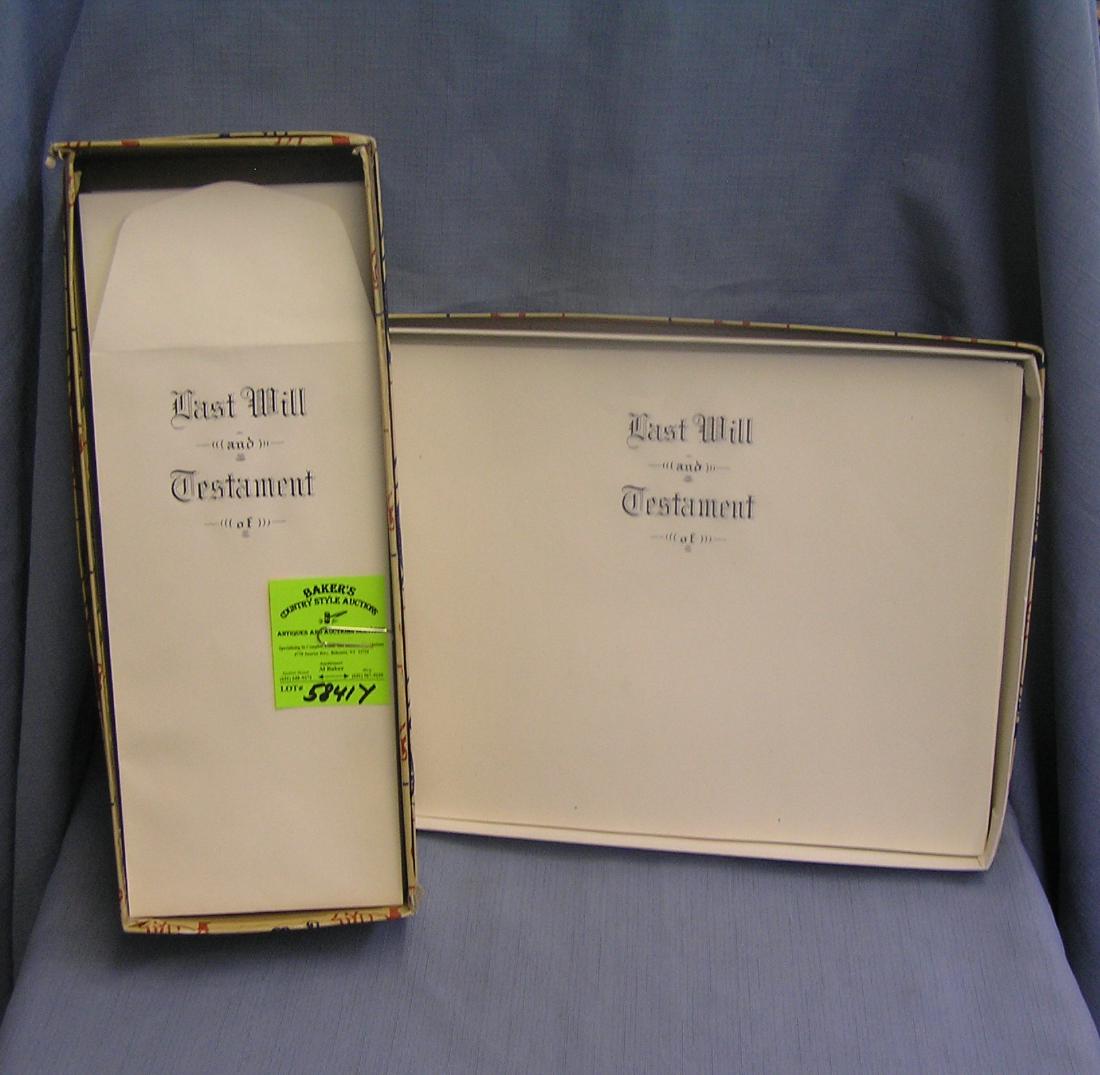 Last Will
and
Testament
of
BAKER'S
COUNTRY STYLE AUCTIONS
ANTIQUES AND AUCTIONS
Al Baker
LOT# 5841Y
Last Will
and
Testament
of